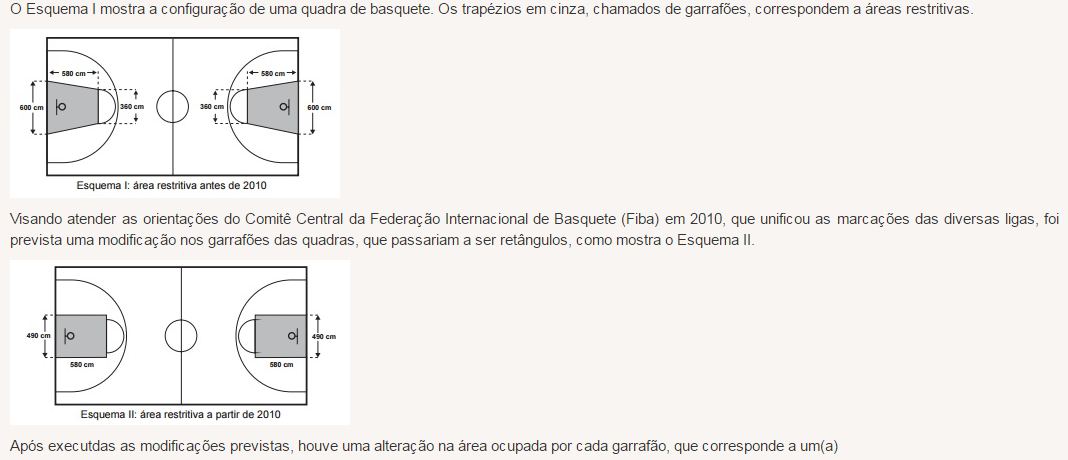 O Esquema I mostra a configuração de uma quadra de basquete. Os trapézios em cinza, chamados de garrafões, correspondem a áreas restritivas.
580 cm
580 cm
600 cm
360 cm
360 cm
600 cm
Esquema I: área restritiva antes de 2010
Visando atender as orientações do Comitê Central da Federação Internacional de Basquete (Fiba) em 2010, que unificou as marcações das diversas ligas, foi
prevista uma modificação nos garrafões das quadras, que passariam a ser retângulos, como mostra o Esquema II.
490 cm
490 cm
580 cm
580 cm
Esquema II: área restritiva a partir de 2010
Após executdas as modificações previstas, houve uma alteração na área ocupada por cada garrafão, que corresponde a um(a)